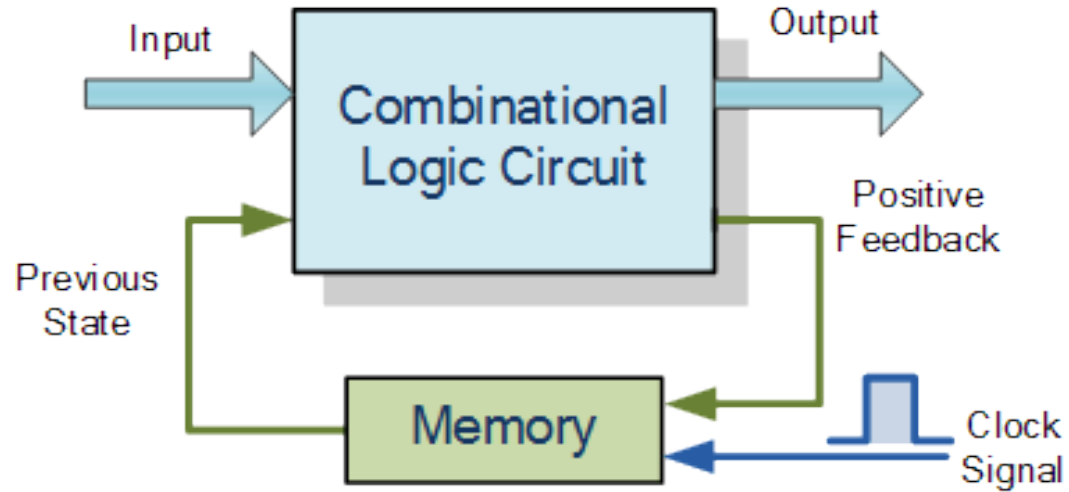 Input
Output
Combinational
Logic Circuit
Positive
Feedback
Previous
State
Memory
Clock
Signal